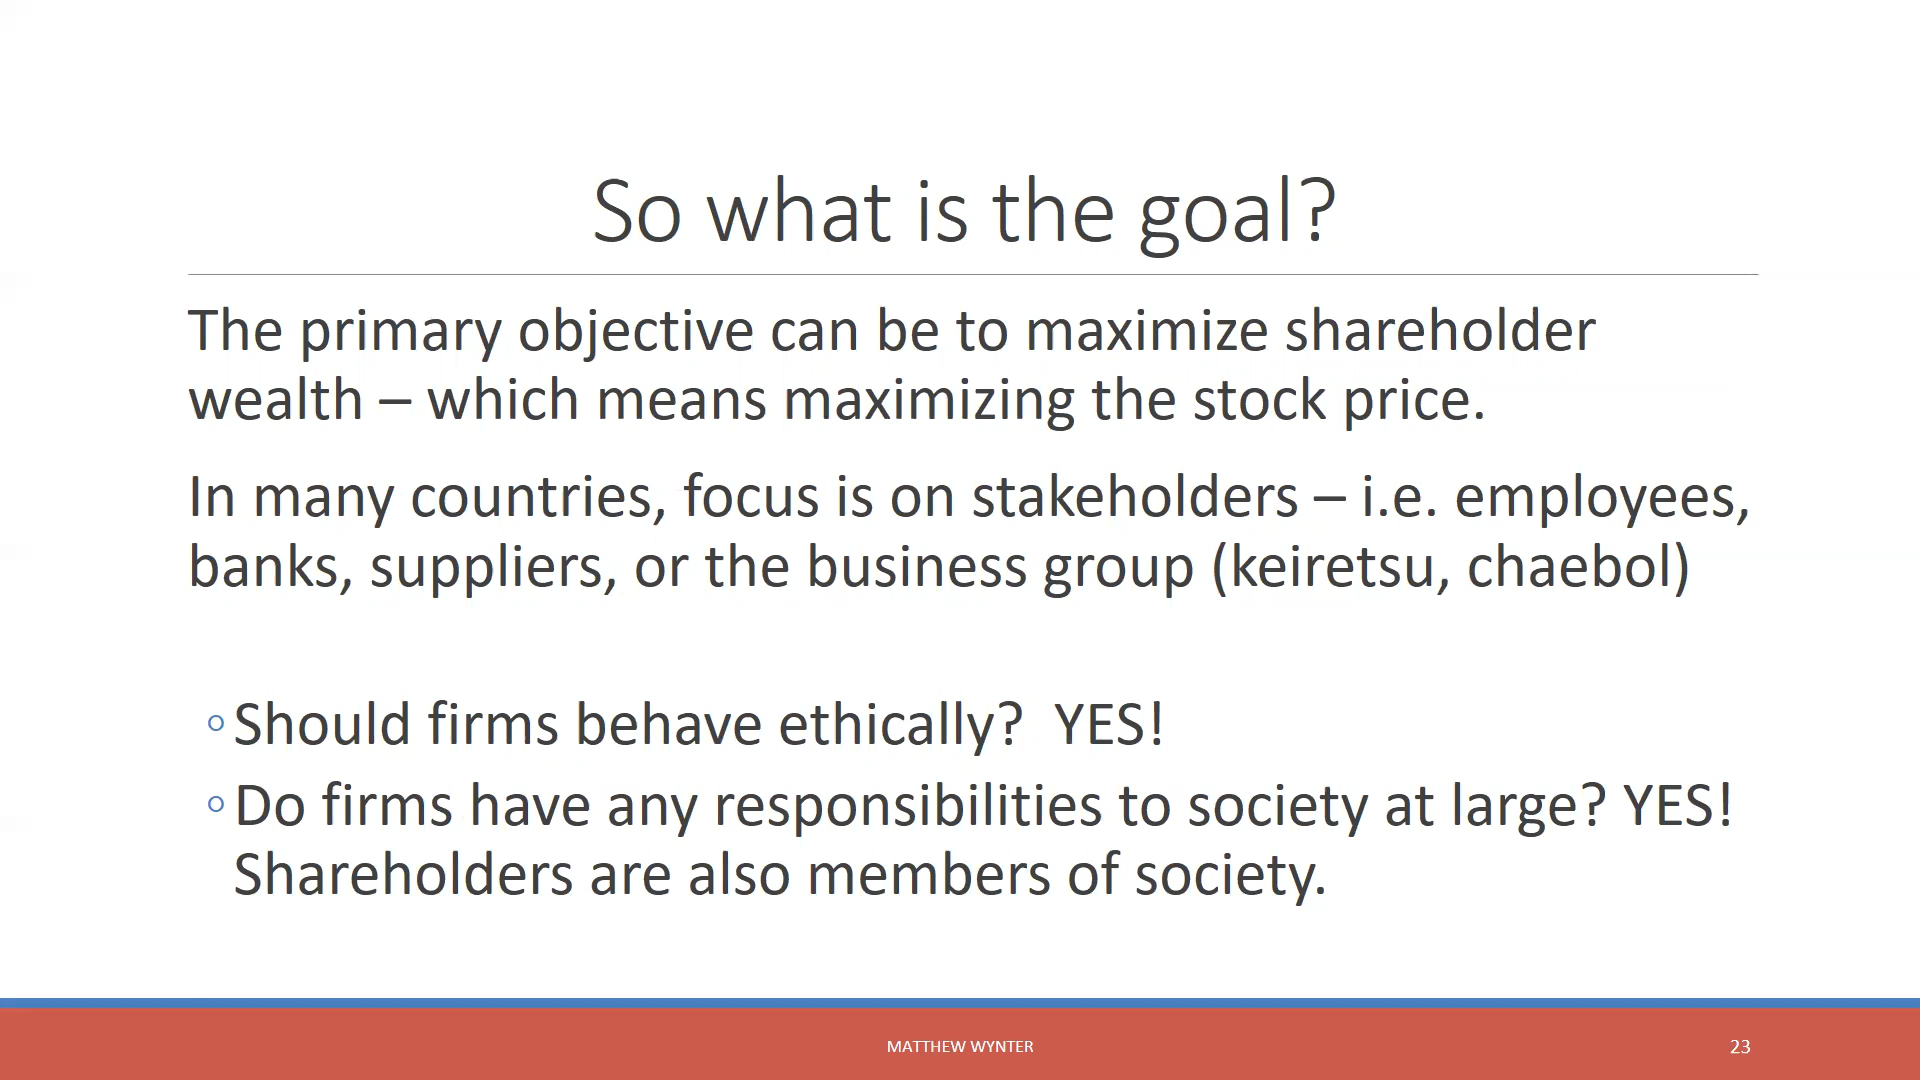 So what is the goal?
The primary objective can be to maximize shareholder
wealth – which means maximizing the stock price.
In many countries, focus is on stakeholders – i.e. employees,
banks, suppliers, or the business group (keiretsu, chaebol)
◦Should firms behave ethically?  YES!
◦Do firms have any responsibilities to society at large? YES!
Shareholders are also members of society.
MATTHEW WYNTER
23